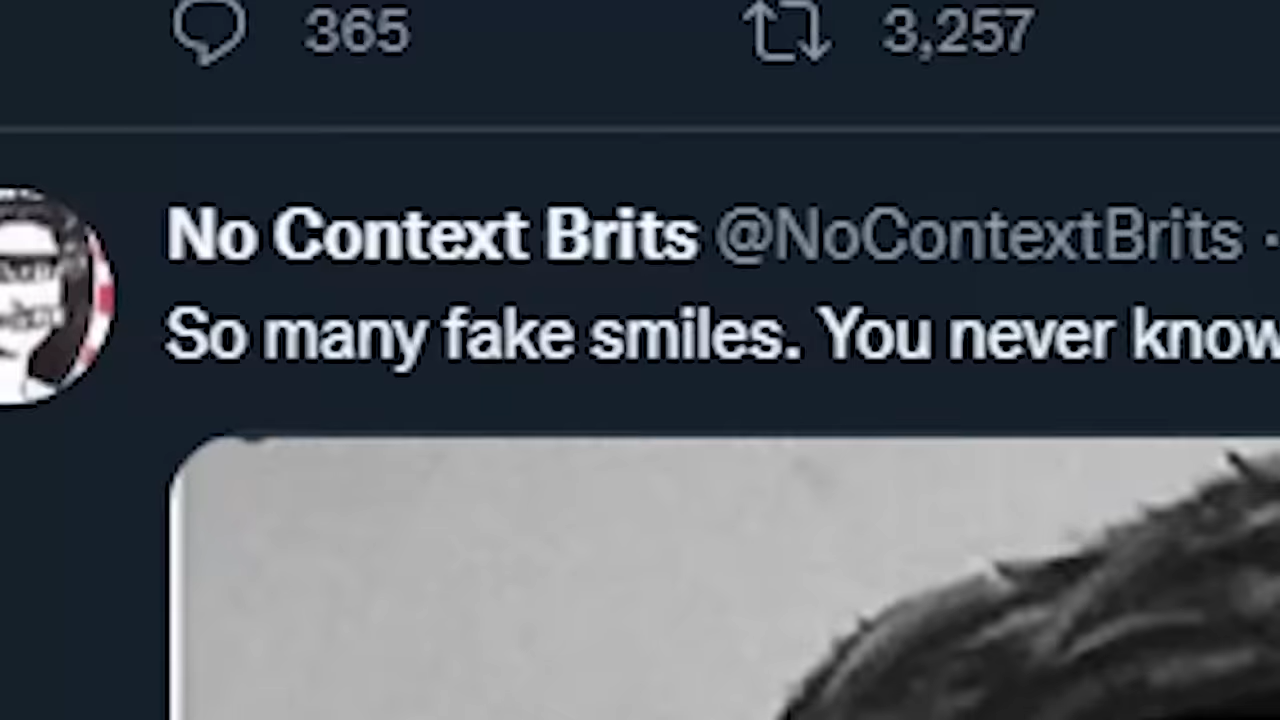 365 3,257
No Context Brits @NoContextBrits ·
So many fake smiles. You never know